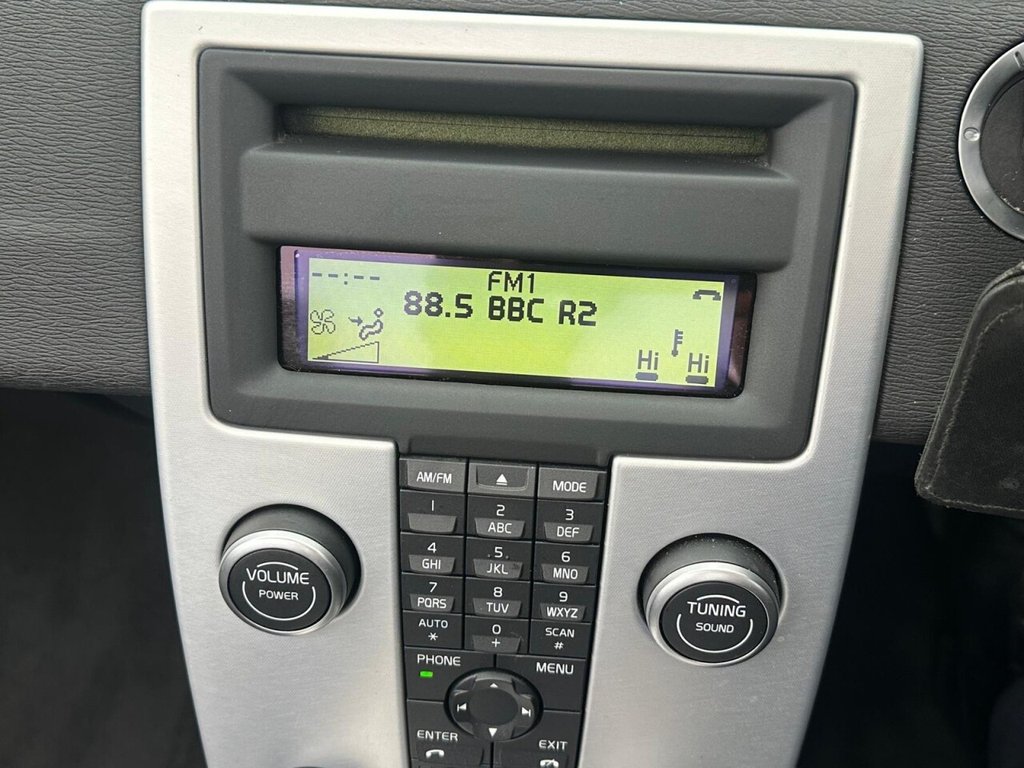 --:--
FM1
88.5 BBC R2
Hi Hi
AM/FM MODE
1 2 ABC 3 DEF
4 GHI 5 JKL 6 MNO
7 PQRS 8 TUV 9 WXYZ
AUTO * 0 + SCAN #
VOLUME
POWER
TUNING
SOUND
PHONE MENU
ENTER EXIT